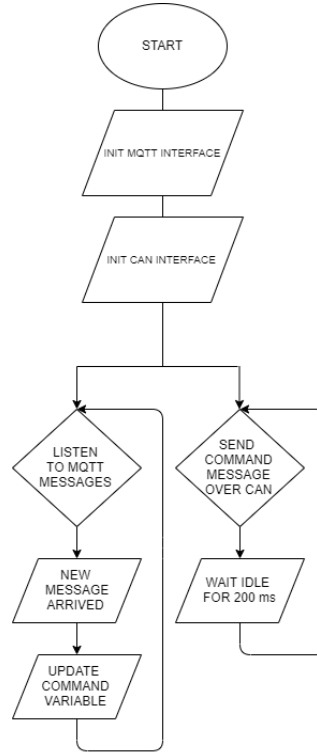 START
INIT MQTT INTERFACE
INIT CAN INTERFACE
LISTEN
TO MQTT
MESSAGES
SEND
COMMAND
MESSAGE
OVER CAN
NEW
MESSAGE
ARRIVED
WAIT IDLE
FOR 200 ms
UPDATE
COMMAND
VARIABLE